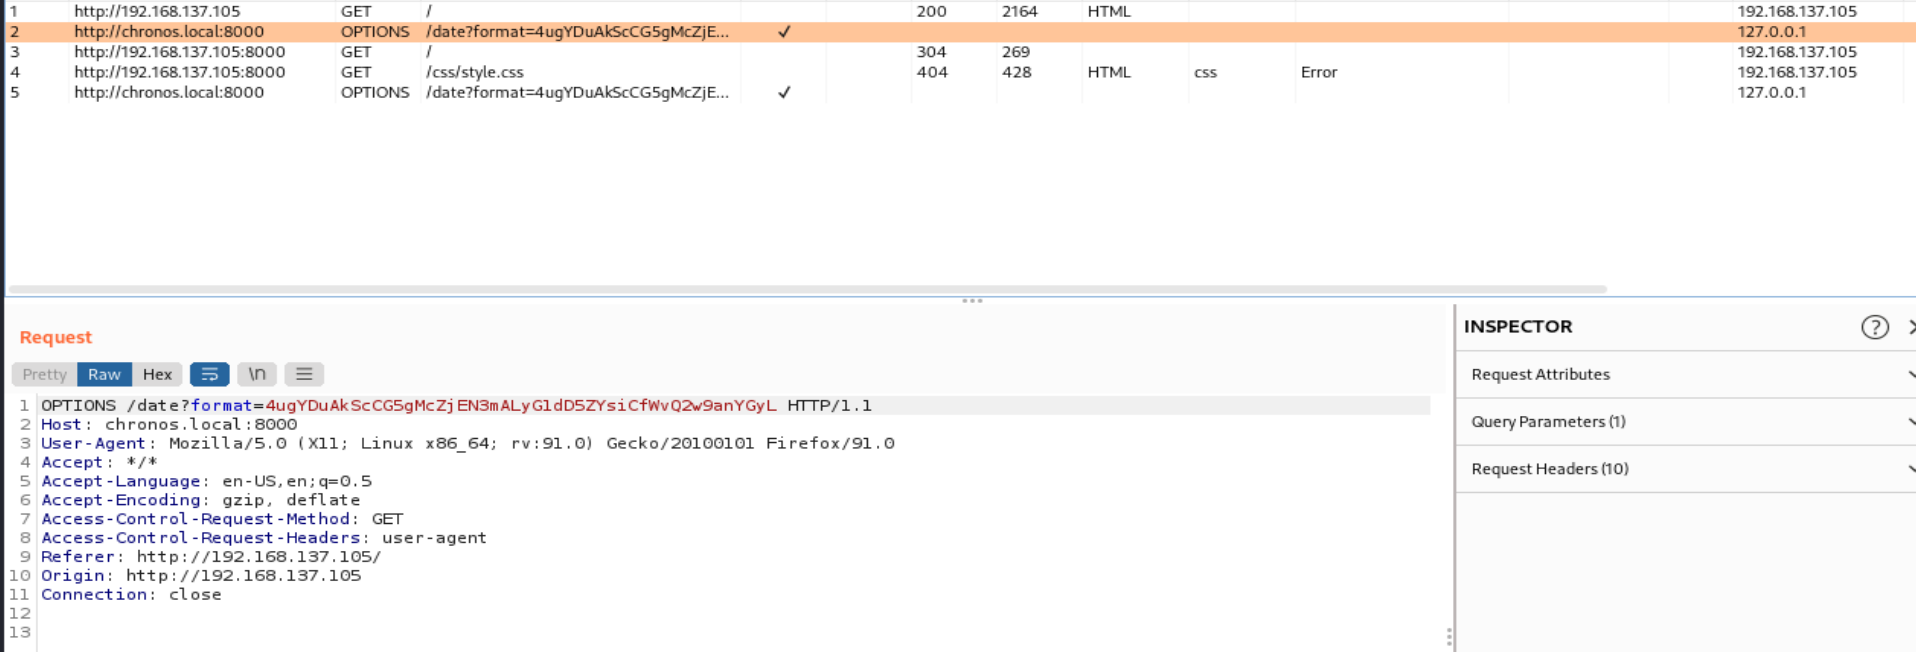 1 http://192.168.137.105 GET / 200 2164 HTML 192.168.137.105
2 http://chronos.local:8000 OPTIONS /date?format=4ugYDuAkScCG5gMcZjE... ✓ 127.0.0.1
3 http://192.168.137.105:8000 GET / 304 269 192.168.137.105
4 http://192.168.137.105:8000 GET /css/style.css 404 428 HTML css Error 192.168.137.105
5 http://chronos.local:8000 OPTIONS /date?format=4ugYDuAkScCG5gMcZjE... ✓ 127.0.0.1
Request
Pretty Raw Hex \n
1 OPTIONS /date?format=4ugYDuAkScCG5gMcZjEN3mALyG1dD5ZYsiCfWvQ2w9anYGyL HTTP/1.1
2 Host: chronos.local:8000
3 User-Agent: Mozilla/5.0 (X11; Linux x86_64; rv:91.0) Gecko/20100101 Firefox/91.0
4 Accept: */*
5 Accept-Language: en-US,en;q=0.5
6 Accept-Encoding: gzip, deflate
7 Access-Control-Request-Method: GET
8 Access-Control-Request-Headers: user-agent
9 Referer: http://192.168.137.105/
10 Origin: http://192.168.137.105
11 Connection: close
12
13
INSPECTOR ?
Request Attributes
Query Parameters (1)
Request Headers (10)